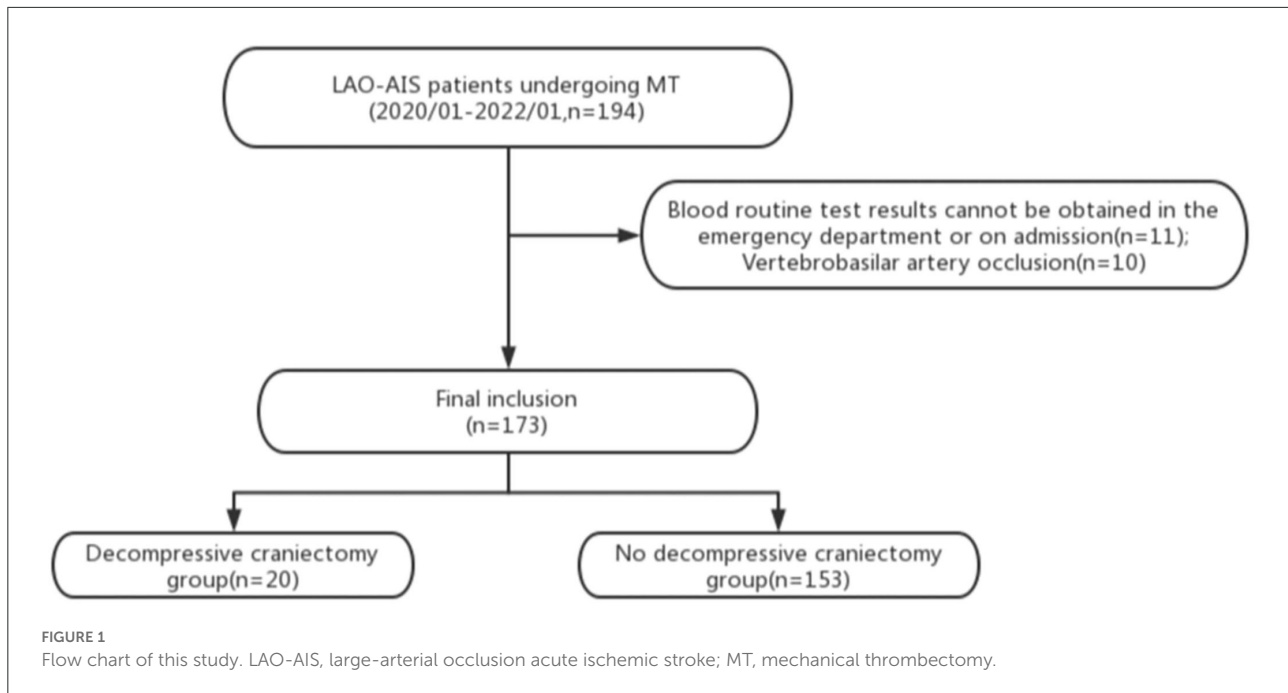 LAO-AIS patients undergoing MT
(2020/01-2022/01,n=194)
Blood routine test results cannot be obtained in the
emergency department or on admission(n=11);
Vertebrobasilar artery occlusion(n=10)
Final inclusion
(n=173)
Decompressive craniectomy
group(n=20)
No decompressive craniectomy
group(n=153)
FIGURE 1
Flow chart of this study. LAO-AIS, large-arterial occlusion acute ischemic stroke; MT, mechanical thrombectomy.